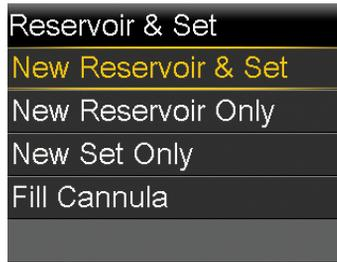 Reservoir & Set
New Reservoir & Set
New Reservoir Only
New Set Only
Fill Cannula